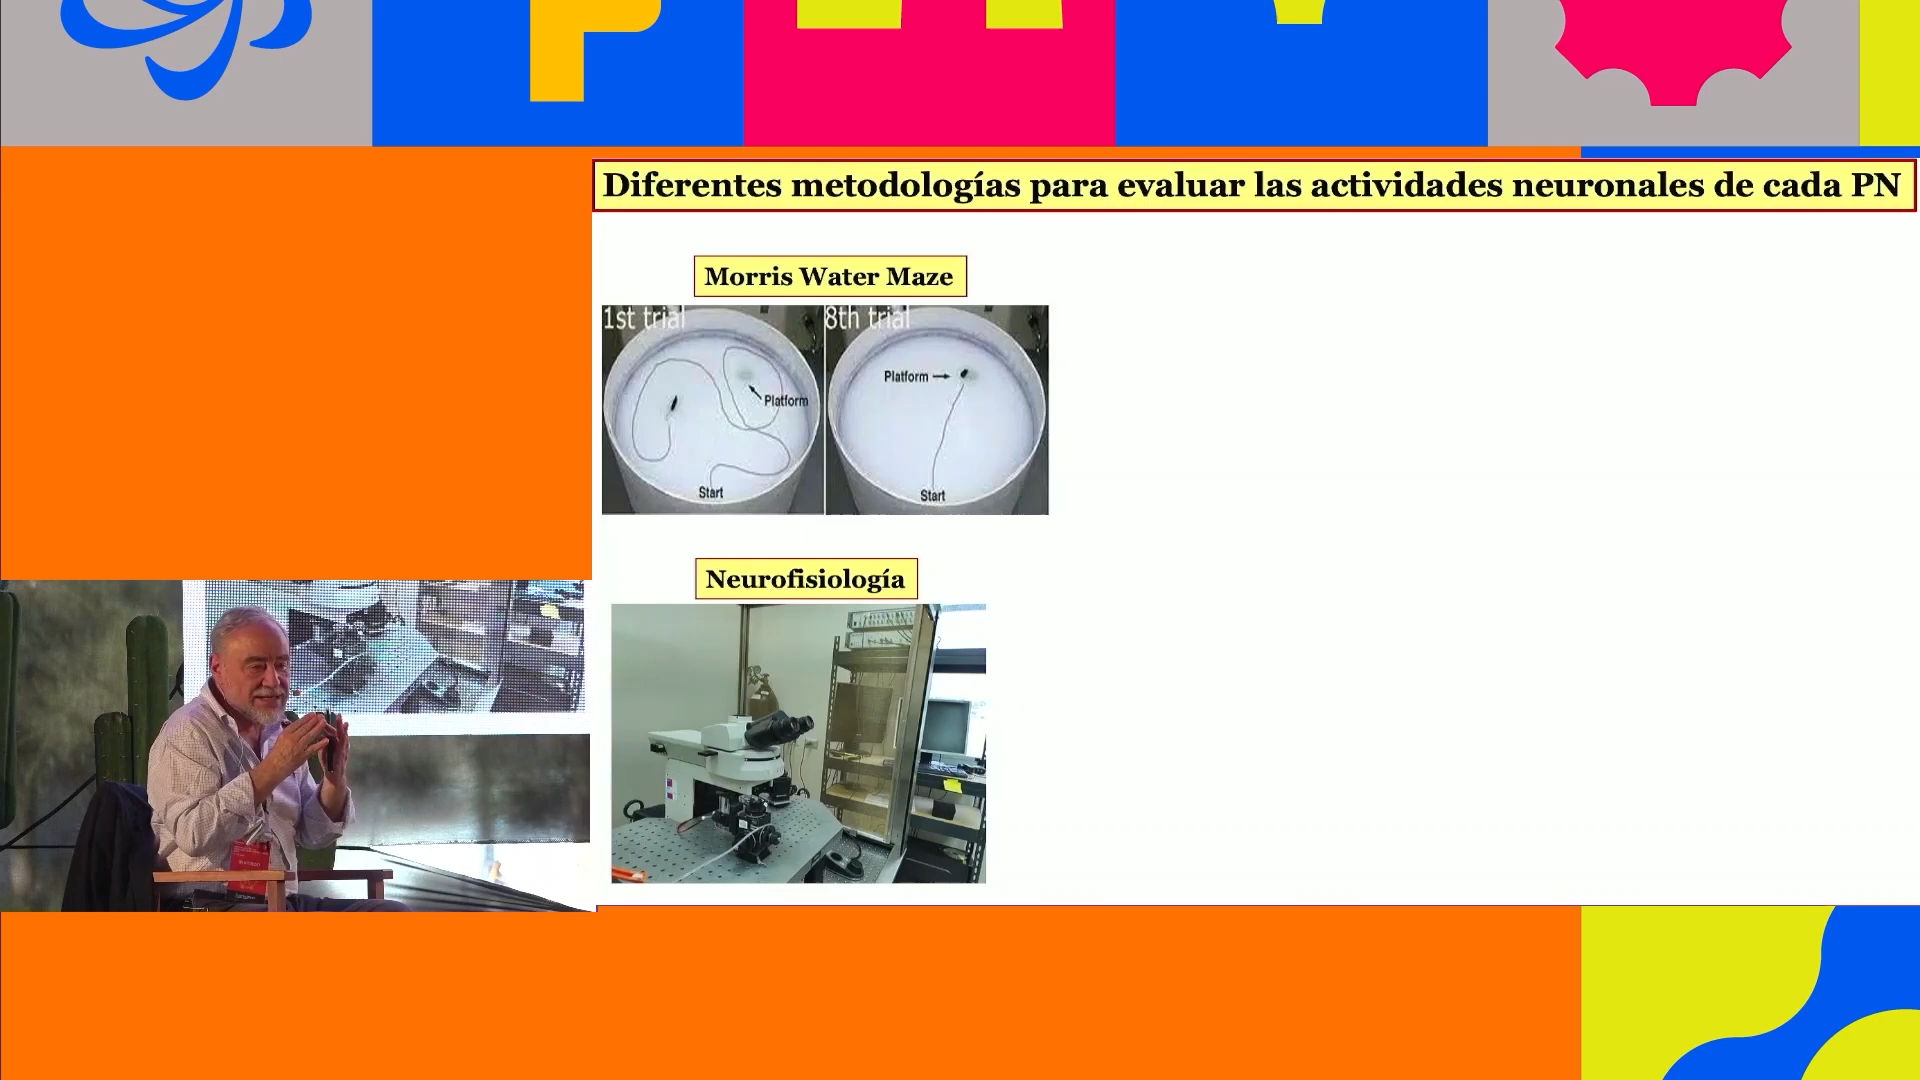 Diferentes metodologías para evaluar las actividades neuronales de cada PN
Morris Water Maze
1st trial
8th trial
Platform
Platform
Start
Start
Neurofisiología